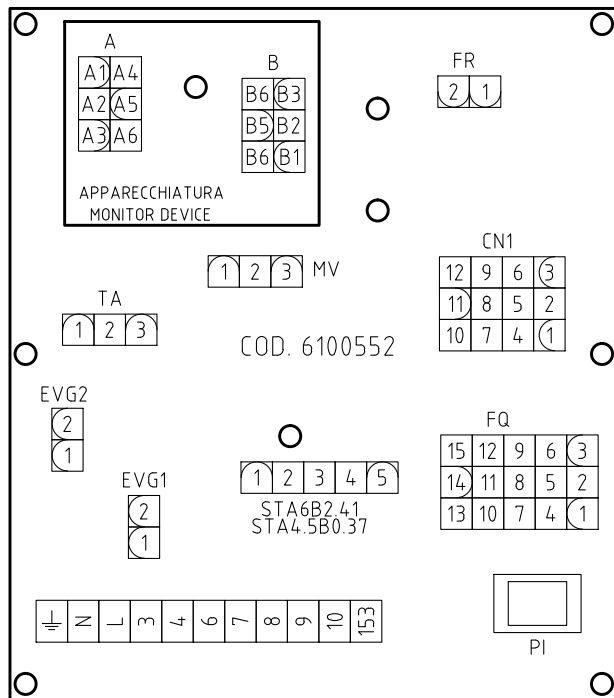 A
A1 A4
A2 A5
A3 A6
B
B6 B3
B5 B2
B6 B1
APPARECCHIATURA
MONITOR DEVICE
FR
2 1
1 2 3 MV
CN1
12 9 6 3
11 8 5 2
10 7 4 1
TA
1 2 3
COD. 6100552
EVG2
2
1
EVG1
2
1
1 2 3 4 5
STA6B2.41
STA4.5B0.37
FQ
15 12 9 6 3
14 11 8 5 2
13 10 7 4 1
N L 3 4 6 7 8 9 10 153
PI